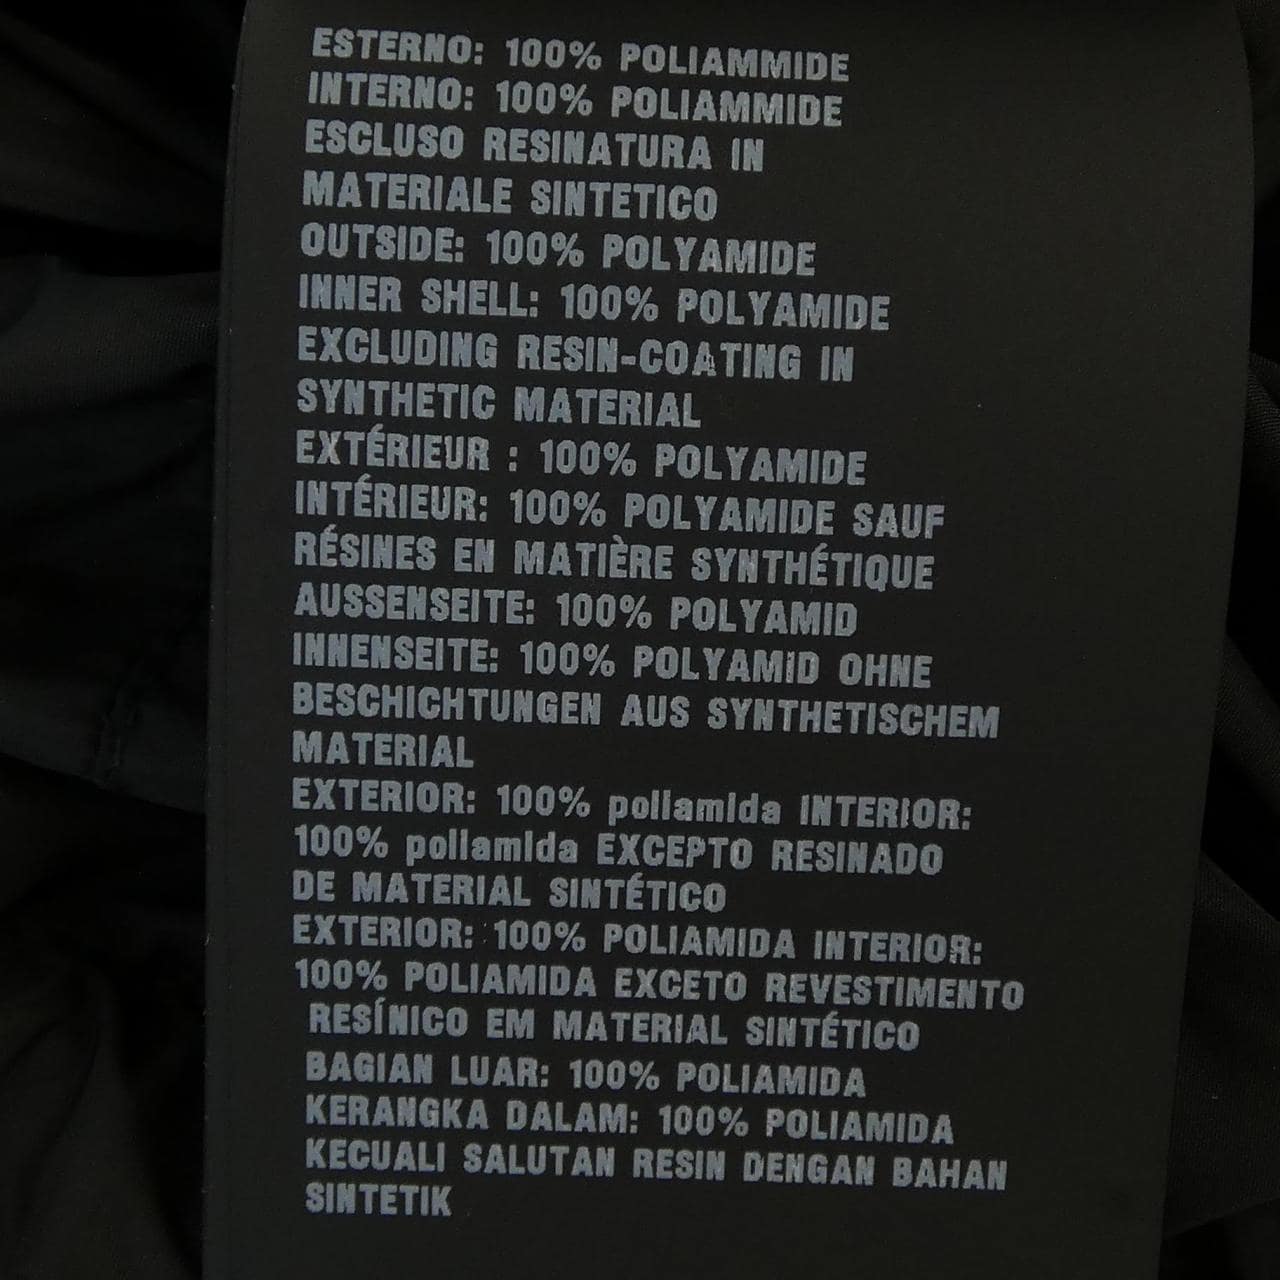 ESTERNO: 100% POLIAMMIDE
INTERNO: 100% POLIAMMIDE
ESCLUSO RESINATURA IN
MATERIALE SINTETICO
OUTSIDE: 100% POLYAMIDE
INNER SHELL: 100% POLYAMIDE
EXCLUDING RESIN-COATING IN
SYNTHETIC MATERIAL
EXTÉRIEUR : 100% POLYAMIDE
INTÉRIEUR: 100% POLYAMIDE SAUF
RÉSINES EN MATIÈRE SYNTHÉTIQUE
AUSSENSEITE: 100% POLYAMID
INNENSEITE: 100% POLYAMID OHNE
BESCHICHTUNGEN AUS SYNTHETISCHEM
MATERIAL
EXTERIOR: 100% poliamida INTERIOR:
100% poliamida EXCEPTO RESINADO
DE MATERIAL SINTÉTICO
EXTERIOR: 100% POLIAMIDA INTERIOR:
100% POLIAMIDA EXCETO REVESTIMENTO
RESÍNICO EM MATERIAL SINTÉTICO
BAGIAN LUAR: 100% POLIAMIDA
KERANGKA DALAM: 100% POLIAMIDA
KECUALI SALUTAN RESIN DENGAN BAHAN
SINTETIK